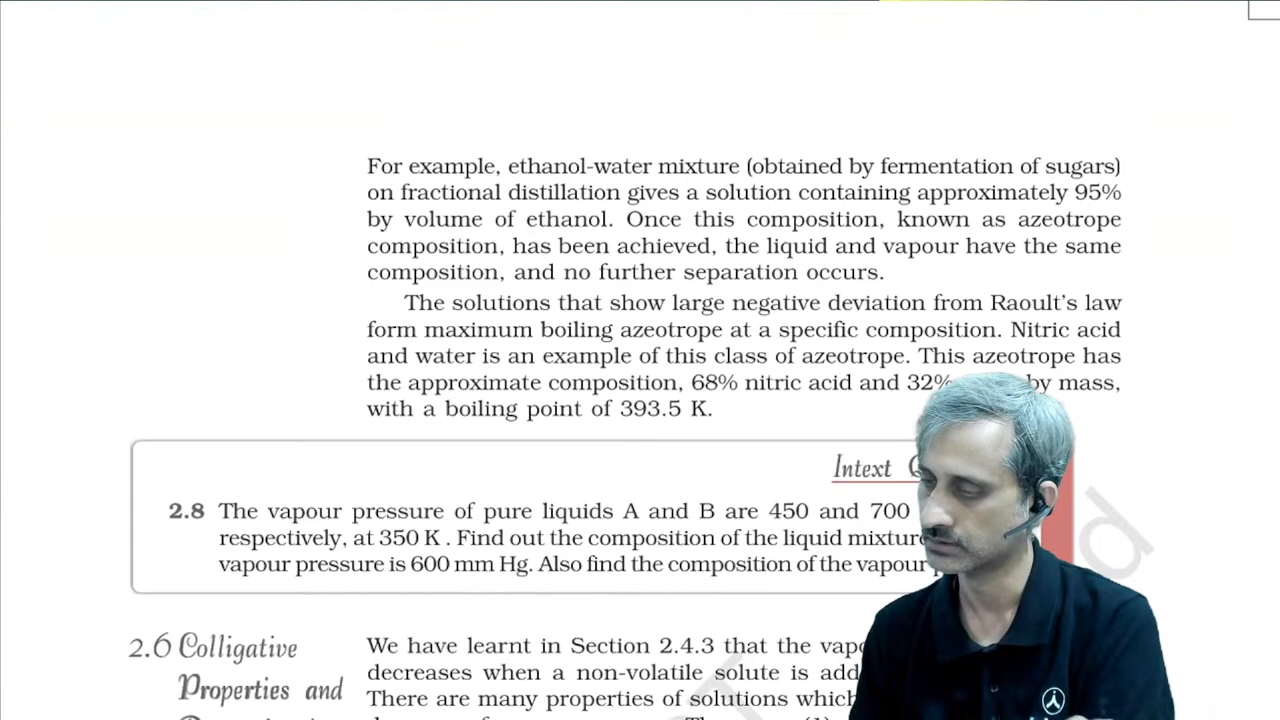 For example, ethanol-water mixture (obtained by fermentation of sugars)
on fractional distillation gives a solution containing approximately 95%
by volume of ethanol. Once this composition, known as azeotrope
composition, has been achieved, the liquid and vapour have the same
composition, and no further separation occurs.
The solutions that show large negative deviation from Raoult's law
form maximum boiling azeotrope at a specific composition. Nitric acid
and water is an example of this class of azeotrope. This azeotrope has
the approximate composition, 68% nitric acid and 32% by mass,
with a boiling point of 393.5 K.
Intext
2.8 The vapour pressure of pure liquids A and B are 450 and 700
respectively, at 350 K . Find out the composition of the liquid mixture
vapour pressure is 600 mm Hg. Also find the composition of the vapour
2.6 Colligative We have learnt in Section 2.4.3 that the
decreases when a non-volatile solute is
Properties and There are many properties of solutions